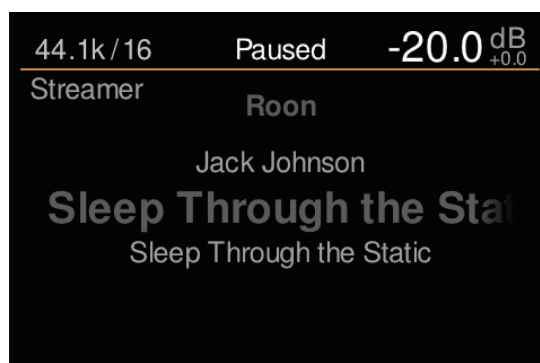 44.1k/16 Paused -20.0 dB +0.0
Streamer
Roon
Jack Johnson
Sleep Through the Stat
Sleep Through the Static